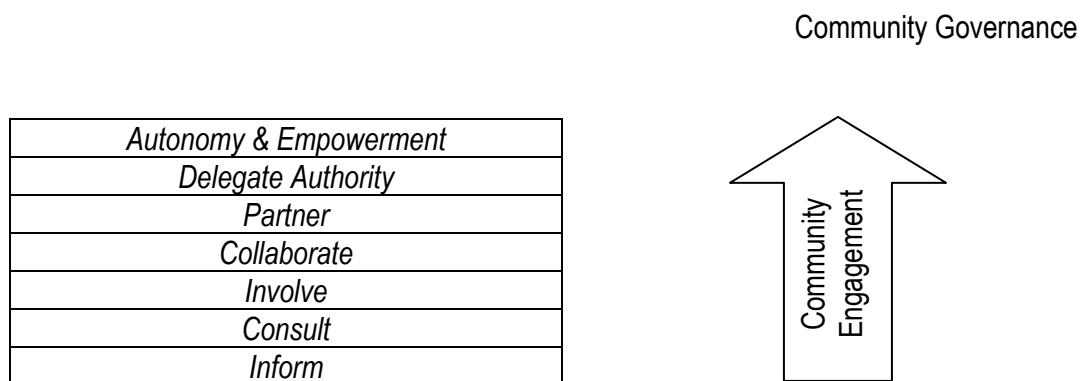 Community Governance
Autonomy & Empowerment
Delegate Authority
Partner
Collaborate
Involve
Consult
Inform
Community
Engagement